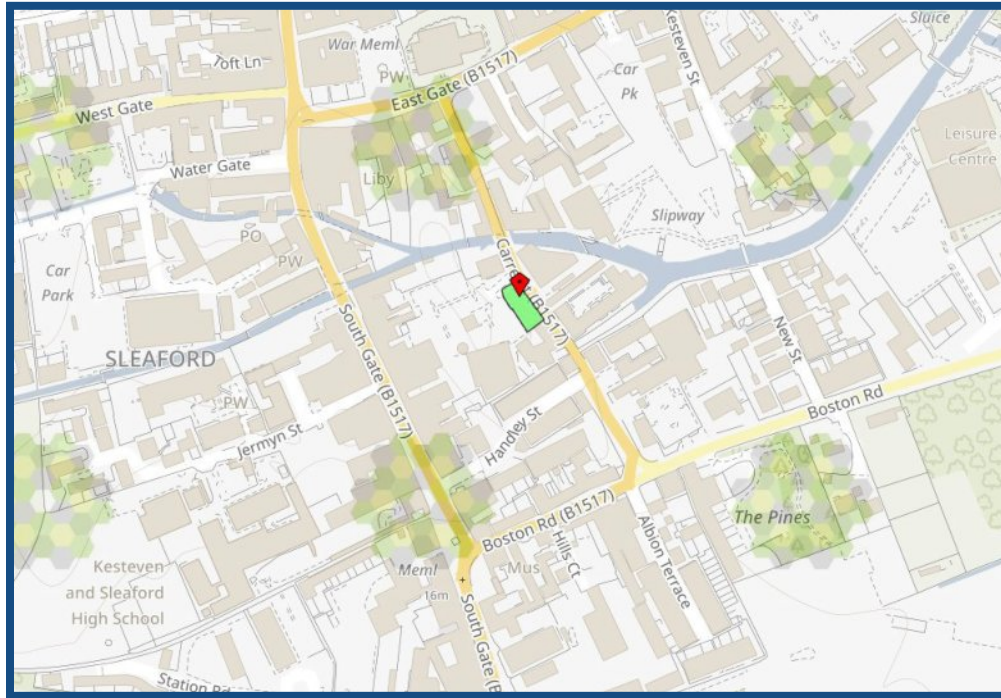 Toft Ln
War Meml
PW
East Gate (B1517)
Car
Pk
Kesteven St
Sluice
West Gate
Water Gate
Liby
Leisure
Centre
Slipway
PO
PW
Car
Park
(B1517)
South Gate (B1517)
New St
SLEAFORD
PW
Jermyn St
Handley St
Boston Rd
Boston Rd (B1517)
The Pines
Albion Terrace
Hills Ct
Mus
Meml
16m
Kesteven
and Sleaford
High School
South Gate
Station Rd